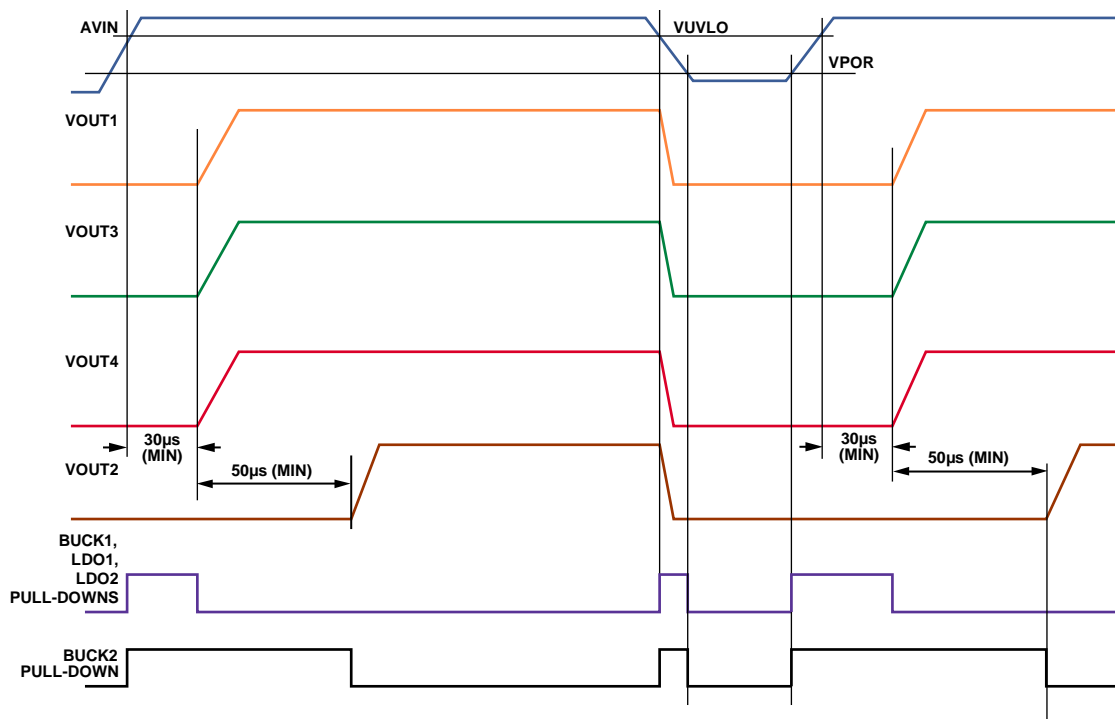 AVIN
VUVLO
VPOR
VOUT1
VOUT3
VOUT4
30µs
(MIN)
30µs
(MIN)
VOUT2
50µs (MIN)
50µs (MIN)
BUCK1,
LDO1,
LDO2
PULL-DOWNS
BUCK2
PULL-DOWN